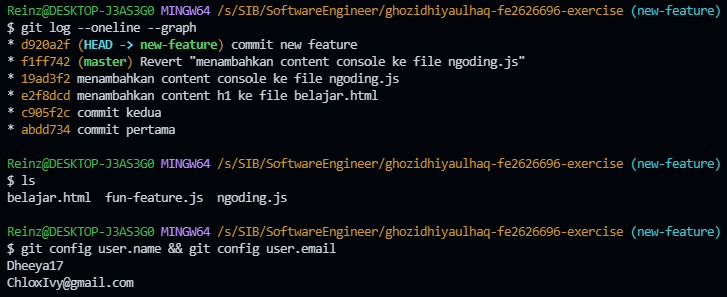 Reinz@DESKTOP-J3AS3G0 MINGW64 /s/SIB/SoftwareEngineer/ghozidhiyaulhaq-fe2626696-exercise (new-feature)
$ git log --oneline --graph
* d920a2f (HEAD -> new-feature) commit new feature
* f1ff742 (master) Revert "menambahkan content console ke file ngoding.js"
* 19ad3f2 menambahkan content console ke file ngoding.js
* e2f8dcd menambahkan content h1 ke file belajar.html
* c905f2c commit kedua
* abdd734 commit pertama
Reinz@DESKTOP-J3AS3G0 MINGW64 /s/SIB/SoftwareEngineer/ghozidhiyaulhaq-fe2626696-exercise (new-feature)
$ ls
belajar.html  fun-feature.js  ngoding.js
Reinz@DESKTOP-J3AS3G0 MINGW64 /s/SIB/SoftwareEngineer/ghozidhiyaulhaq-fe2626696-exercise (new-feature)
$ git config user.name && git config user.email
Dheeya17
ChloxIvy@gmail.com